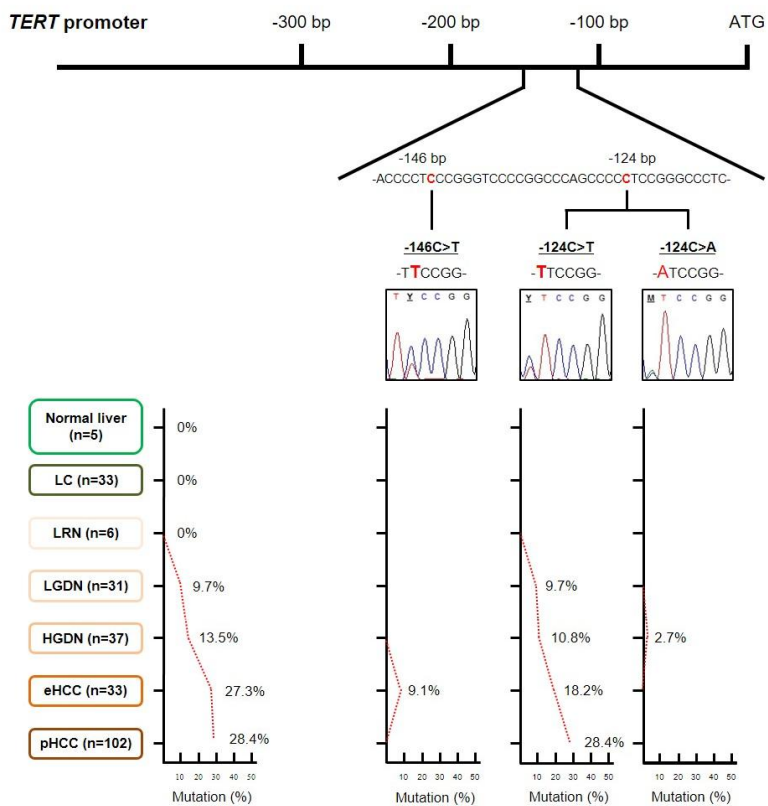 TERT promoter
-300 bp -200 bp -100 bp ATG
-146 bp -124 bp
-ACCCCTCCCGGGTCCCCGGCCCAGCCCCCTCCGGGCCCTC-
-146C>T -124C>T -124C>A
-TTCCGG- -TTCCGG- -ATCCGG-
T Y C C G G Y T C C G G M T C C G G
Normal liver
(n=5) 0%
LC (n=33) 0%
LRN (n=6) 0%
LGDN (n=31) 9.7% 9.7%
HGDN (n=37) 13.5% 10.8% 2.7%
eHCC (n=33) 27.3% 9.1% 18.2%
pHCC (n=102) 28.4% 28.4%
10 20 30 40 50 10 20 30 40 50 10 20 30 40 50 10 20 30 40 50
Mutation (%) Mutation (%) Mutation (%) Mutation (%)